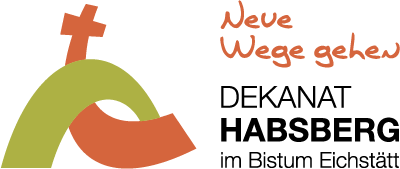 Neue
Wege gehen
DEKANAT
HABSBERG
im Bistum Eichstätt